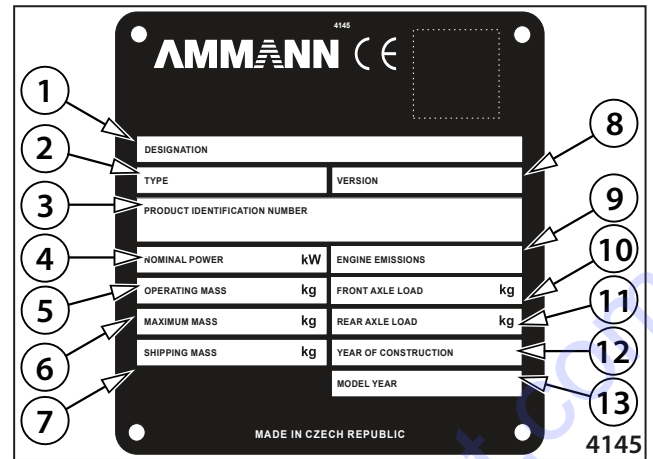 4145
AMMANN CE
1
DESIGNATION
2
8
TYPE VERSION
3
PRODUCT IDENTIFICATION NUMBER
9
4
NOMINAL POWER kW ENGINE EMISSIONS
10
5
OPERATING MASS kg FRONT AXLE LOAD kg
11
6
MAXIMUM MASS kg REAR AXLE LOAD kg
12
7
SHIPPING MASS kg YEAR OF CONSTRUCTION
13
MODEL YEAR
MADE IN CZECH REPUBLIC
4145